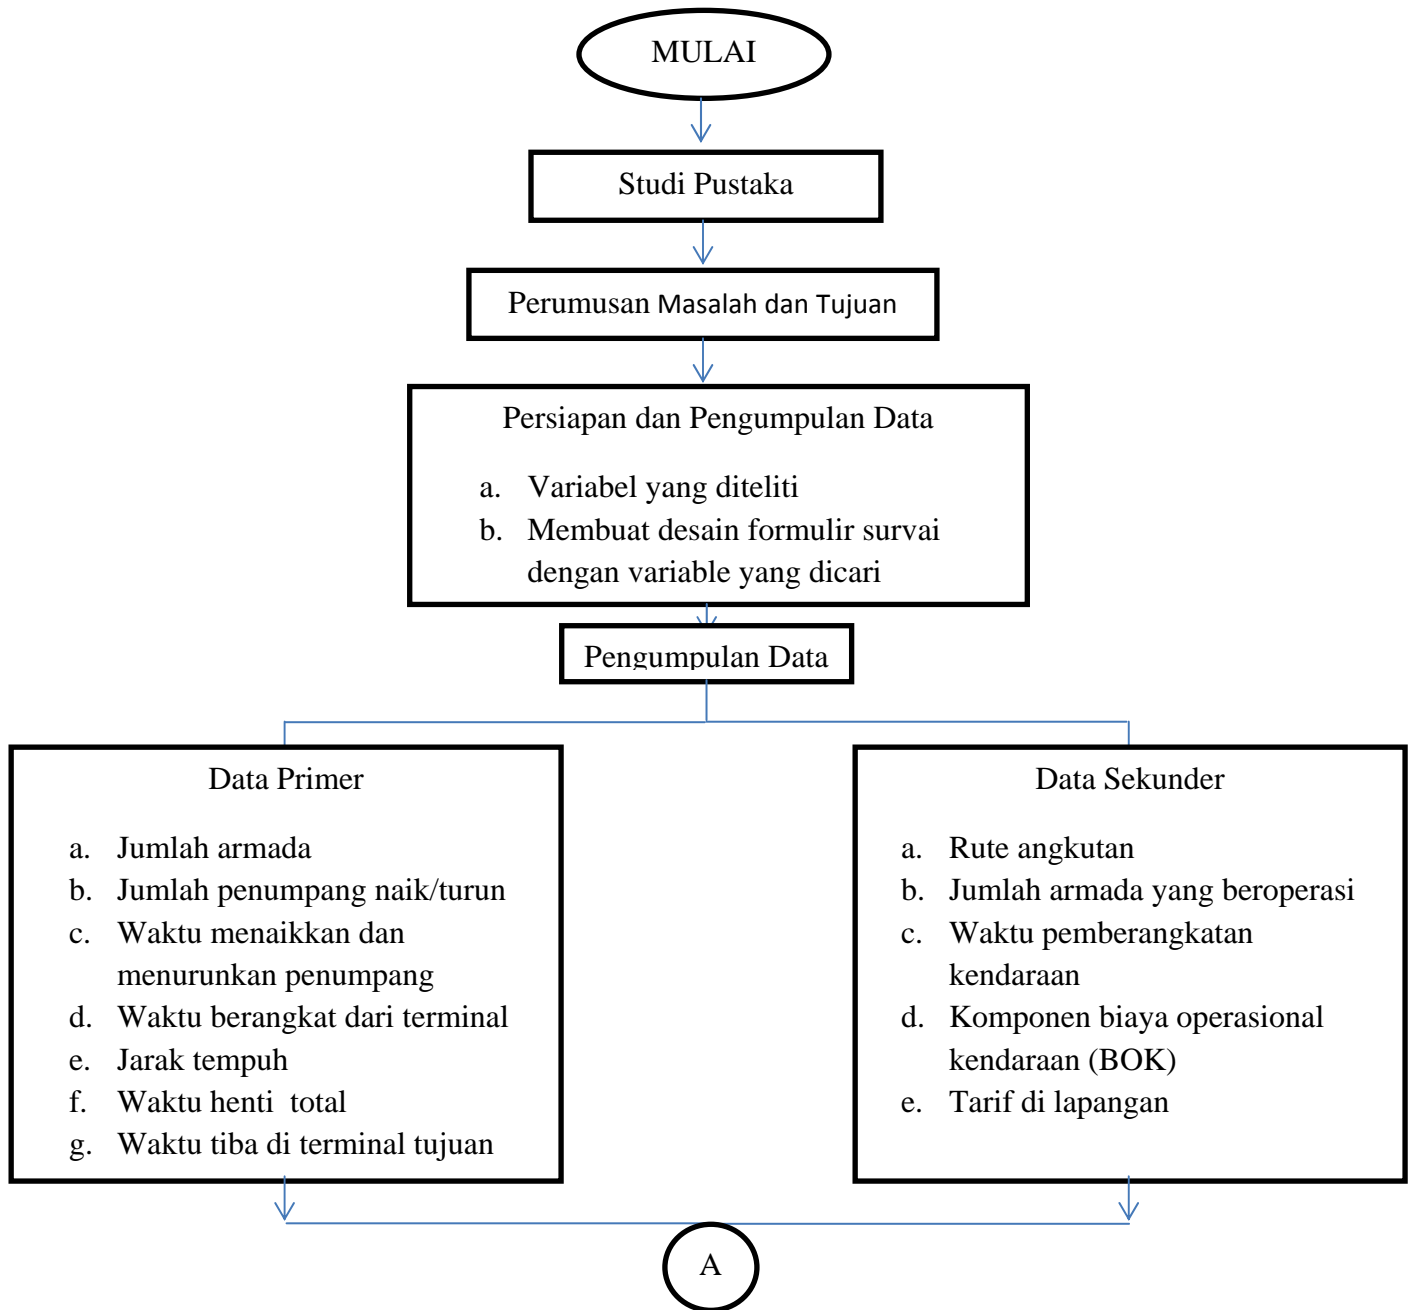 MULAI
Studi Pustaka
Perumusan Masalah dan Tujuan
Persiapan dan Pengumpulan Data
a. Variabel yang diteliti
b. Membuat desain formulir survai
dengan variable yang dicari
Pengumpulan Data
Data Primer
a. Jumlah armada
b. Jumlah penumpang naik/turun
c. Waktu menaikkan dan
menurunkan penumpang
d. Waktu berangkat dari terminal
e. Jarak tempuh
f. Waktu henti total
g. Waktu tiba di terminal tujuan
Data Sekunder
a. Rute angkutan
b. Jumlah armada yang beroperasi
c. Waktu pemberangkatan
kendaraan
d. Komponen biaya operasional
kendaraan (BOK)
e. Tarif di lapangan
A